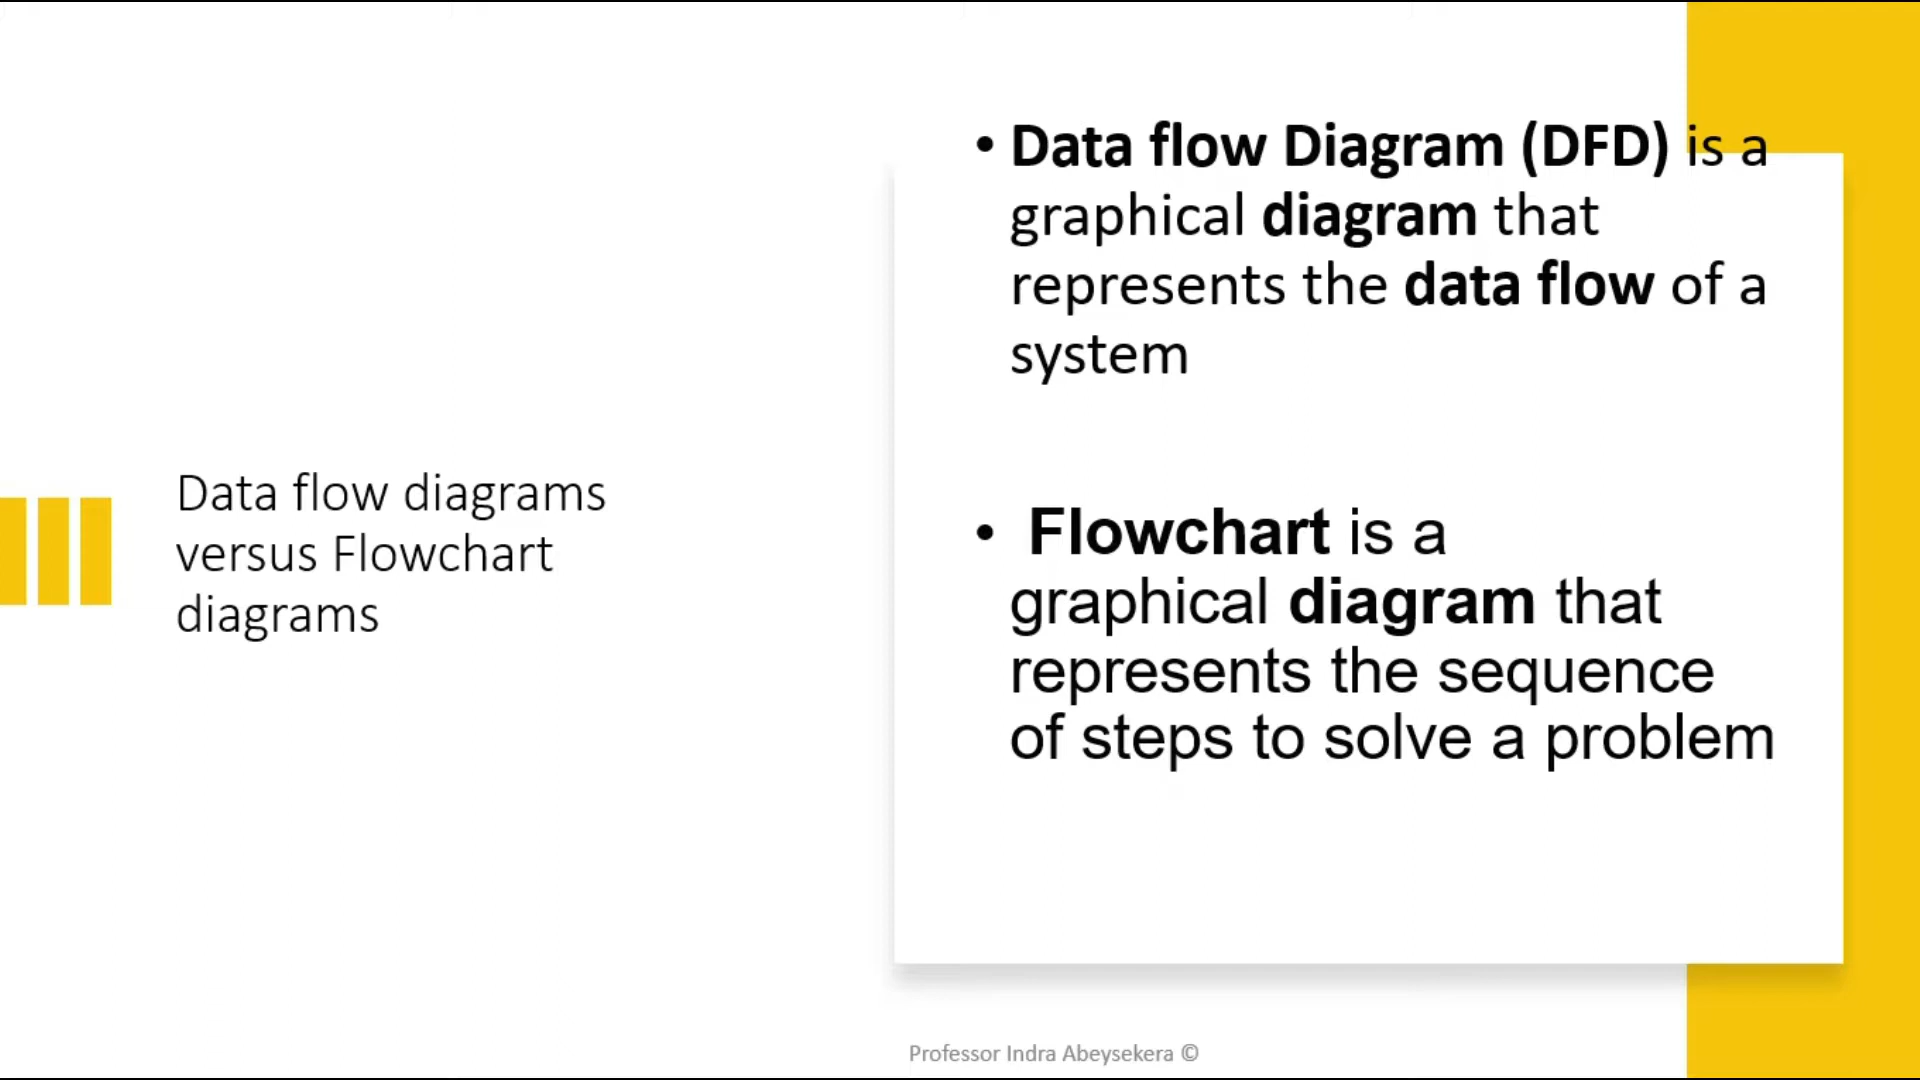 Data flow diagrams
versus Flowchart
diagrams
• Data flow Diagram (DFD) is a
graphical diagram that
represents the data flow of a
system
• Flowchart is a
graphical diagram that
represents the sequence
of steps to solve a problem
Professor Indra Abeysekera ©